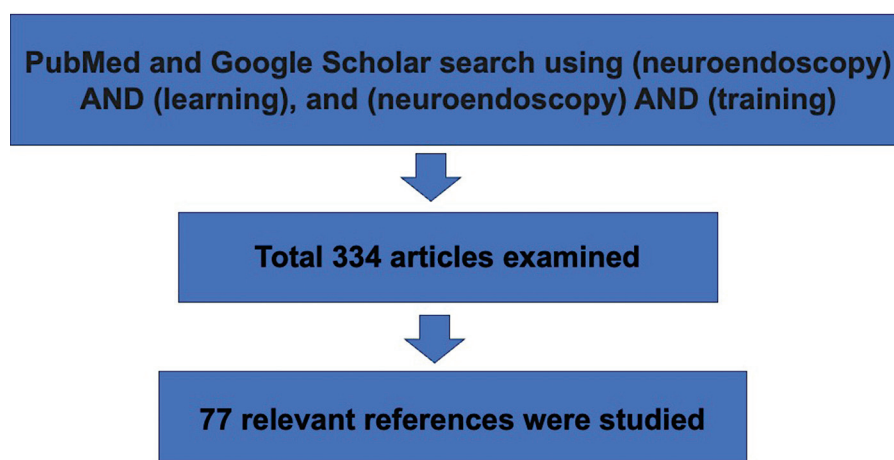 PubMed and Google Scholar search using (neuroendoscopy)
AND (learning), and (neuroendoscopy) AND (training)
Total 334 articles examined
77 relevant references were studied